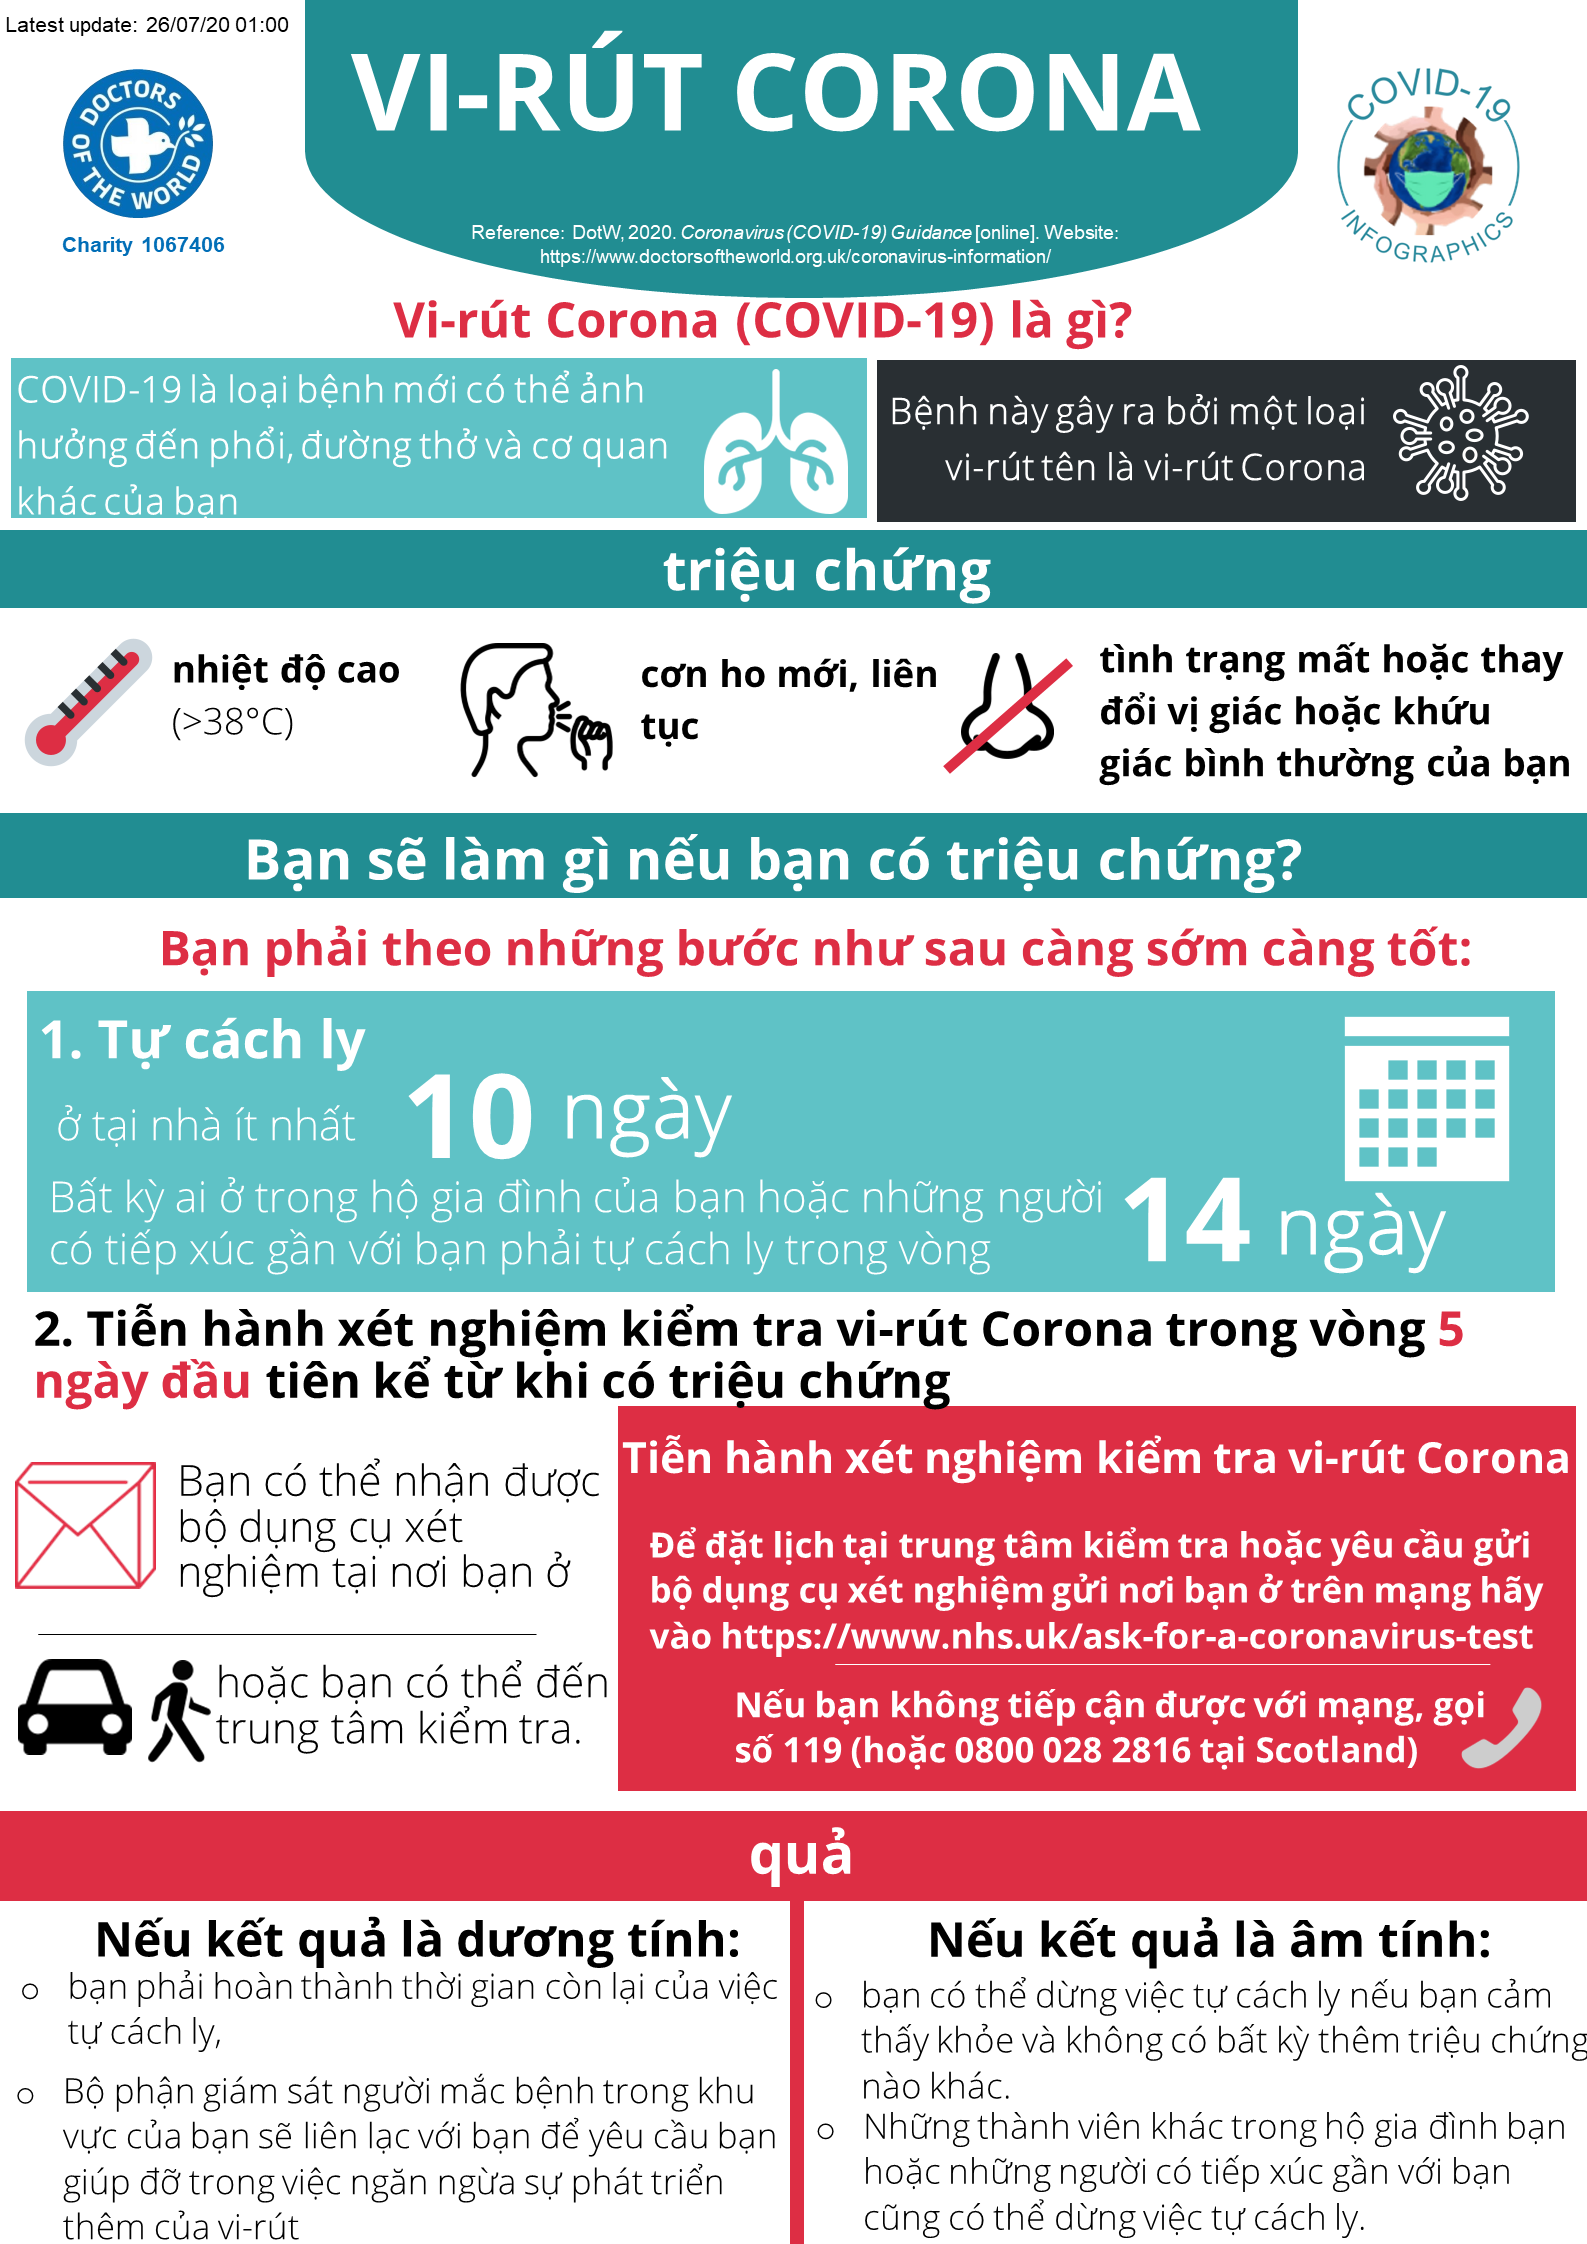 Latest update: 26/07/20 01:00
DOCTORS OF THE WORLD
Charity 1067406
VI-RÚT CORONA
Reference: DotW, 2020. Coronavirus (COVID-19) Guidance [online]. Website:
https://www.doctorsoftheworld.org.uk/coronavirus-information/
COVID-19
INFOGRAPHICS
Vi-rút Corona (COVID-19) là gì?
COVID-19 là loại bệnh mới có thể ảnh
hưởng đến phổi, đường thở và cơ quan
khác của bạn
Bệnh này gây ra bởi một loại
vi-rút tên là vi-rút Corona
triệu chứng
nhiệt độ cao
(>38°C)
cơn ho mới, liên
tục
tình trạng mất hoặc thay
đổi vị giác hoặc khứu
giác bình thường của bạn
Bạn sẽ làm gì nếu bạn có triệu chứng?
Bạn phải theo những bước như sau càng sớm càng tốt:
1. Tự cách ly
ở tại nhà ít nhất 10 ngày
Bất kỳ ai ở trong hộ gia đình của bạn hoặc những người
có tiếp xúc gần với bạn phải tự cách ly trong vòng 14 ngày
2. Tiễn hành xét nghiệm kiểm tra vi-rút Corona trong vòng 5
ngày đầu tiên kể từ khi có triệu chứng
Bạn có thể nhận được
bộ dụng cụ xét
nghiệm tại nơi bạn ở
hoặc bạn có thể đến
trung tâm kiểm tra.
Tiễn hành xét nghiệm kiểm tra vi-rút Corona
Để đặt lịch tại trung tâm kiểm tra hoặc yêu cầu gửi
bộ dụng cụ xét nghiệm gửi nơi bạn ở trên mạng hãy
vào https://www.nhs.uk/ask-for-a-coronavirus-test
Nếu bạn không tiếp cận được với mạng, gọi
số 119 (hoặc 0800 028 2816 tại Scotland)
quả
Nếu kết quả là dương tính:
o bạn phải hoàn thành thời gian còn lại của việc
tự cách ly,
o Bộ phận giám sát người mắc bệnh trong khu
vực của bạn sẽ liên lạc với bạn để yêu cầu bạn
giúp đỡ trong việc ngăn ngừa sự phát triển
thêm của vi-rút
Nếu kết quả là âm tính:
o bạn có thể dừng việc tự cách ly nếu bạn cảm
thấy khỏe và không có bất kỳ thêm triệu chứng
nào khác.
o Những thành viên khác trong hộ gia đình bạn
hoặc những người có tiếp xúc gần với bạn
cũng có thể dừng việc tự cách ly.